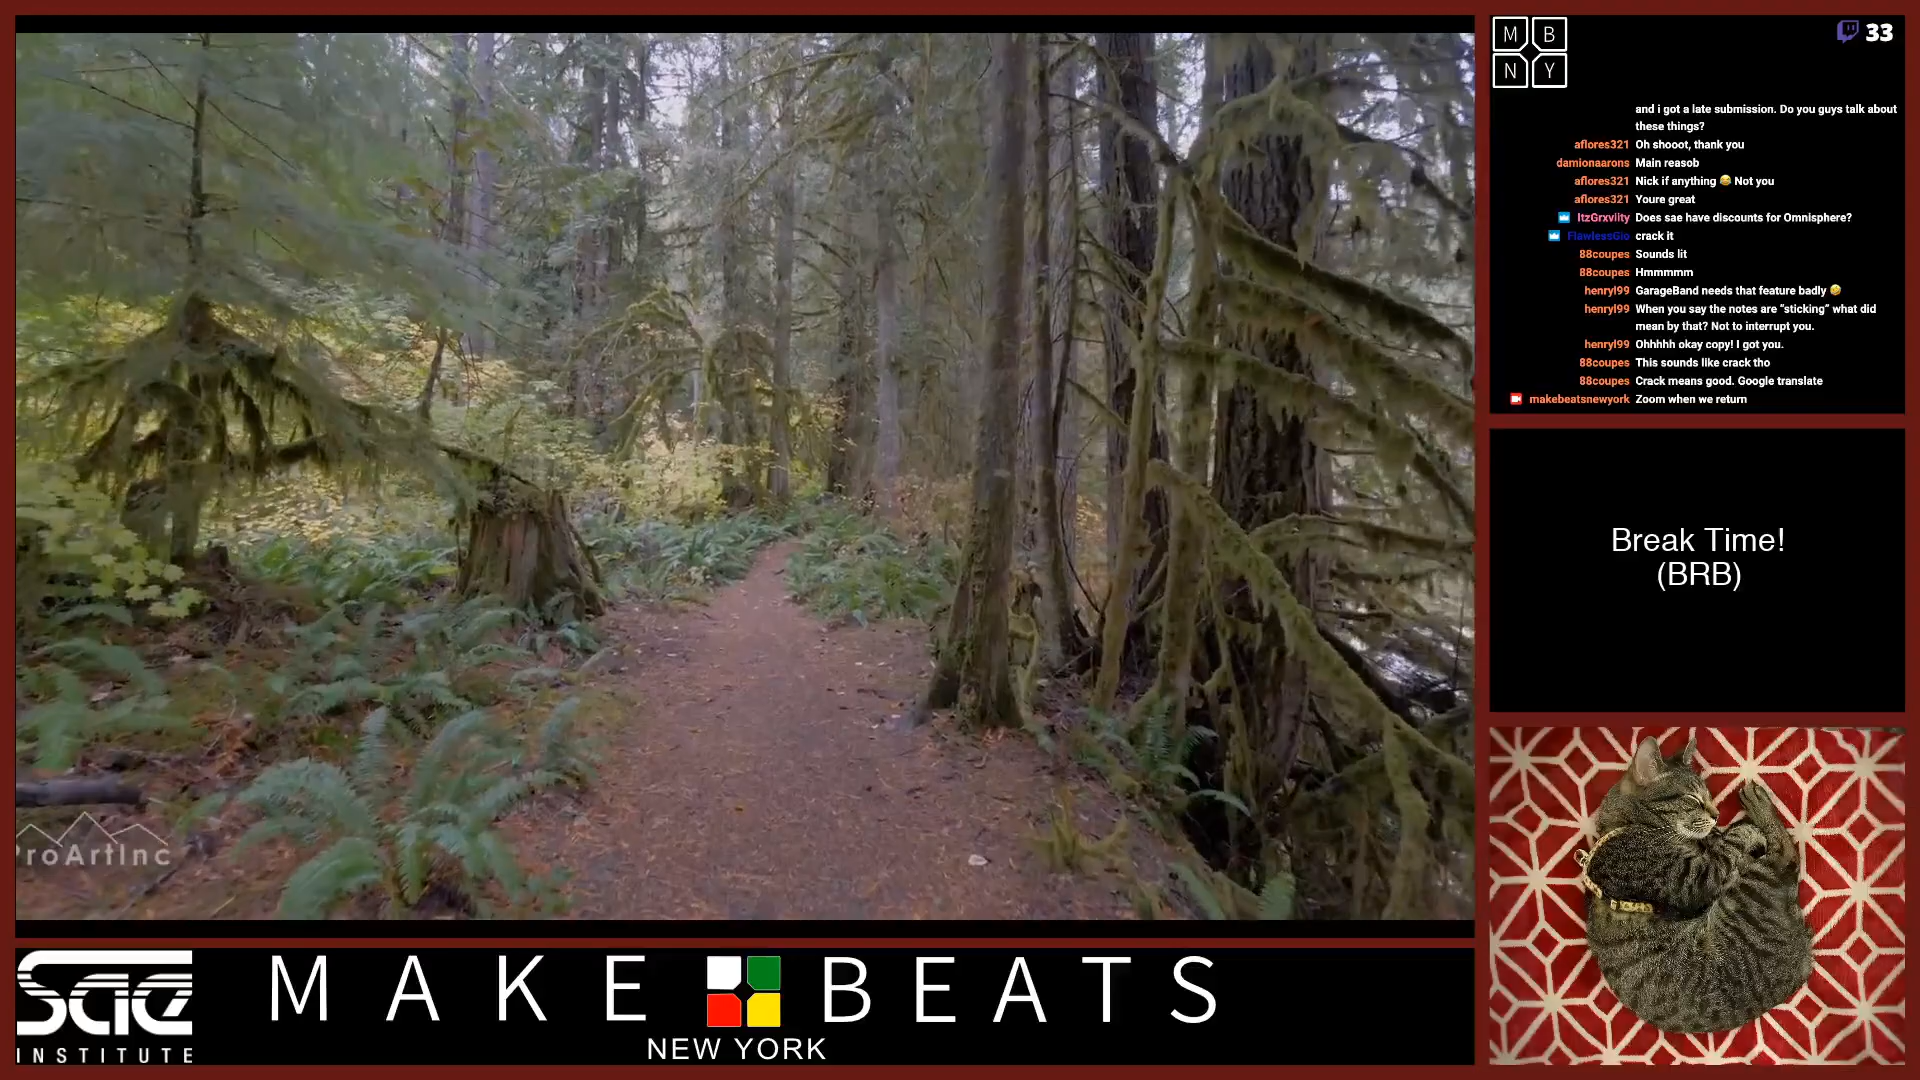 M B
N Y
33
and i got a late submission. Do you guys talk about
these things?
aflores321 Oh shooot, thank you
damionaarons Main reasob
aflores321 Nick if anything 😂 Not you
aflores321 Youre great
ItzGrxviity Does sae have discounts for Omnisphere?
FlawlessGio crack it
88coupes Sounds lit
88coupes Hmmmmm
henryl99 GarageBand needs that feature badly 🤣
henryl99 When you say the notes are “sticking” what did
mean by that? Not to interrupt you.
henryl99 Ohhhhh okay copy! I got you.
88coupes This sounds like crack tho
88coupes Crack means good. Google translate
makebeatsnewyork Zoom when we return
Break Time!
(BRB)
roArtInc
sae
INSTITUTE
MAKE BEATS
NEW YORK